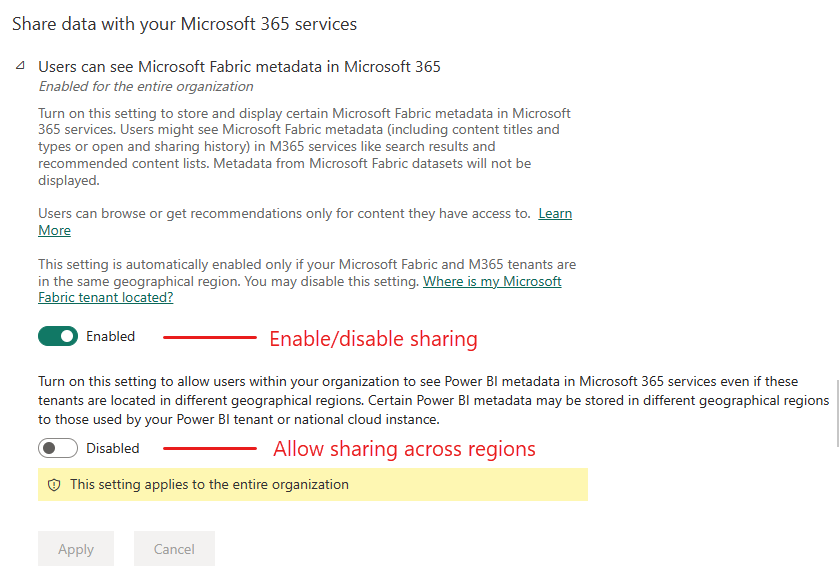 Share data with your Microsoft 365 services
Users can see Microsoft Fabric metadata in Microsoft 365
Enabled for the entire organization
Turn on this setting to store and display certain Microsoft Fabric metadata in Microsoft
365 services. Users might see Microsoft Fabric metadata (including content titles and
types or open and sharing history) in M365 services like search results and
recommended content lists. Metadata from Microsoft Fabric datasets will not be
displayed.
Users can browse or get recommendations only for content they have access to. Learn
More
This setting is automatically enabled only if your Microsoft Fabric and M365 tenants are
in the same geographical region. You may disable this setting. Where is my Microsoft
Fabric tenant located?
Enabled Enable/disable sharing
Turn on this setting to allow users within your organization to see Power BI metadata in Microsoft 365 services even if these
tenants are located in different geographical regions. Certain Power BI metadata may be stored in different geographical regions
to those used by your Power BI tenant or national cloud instance.
Disabled Allow sharing across regions
This setting applies to the entire organization
Apply Cancel